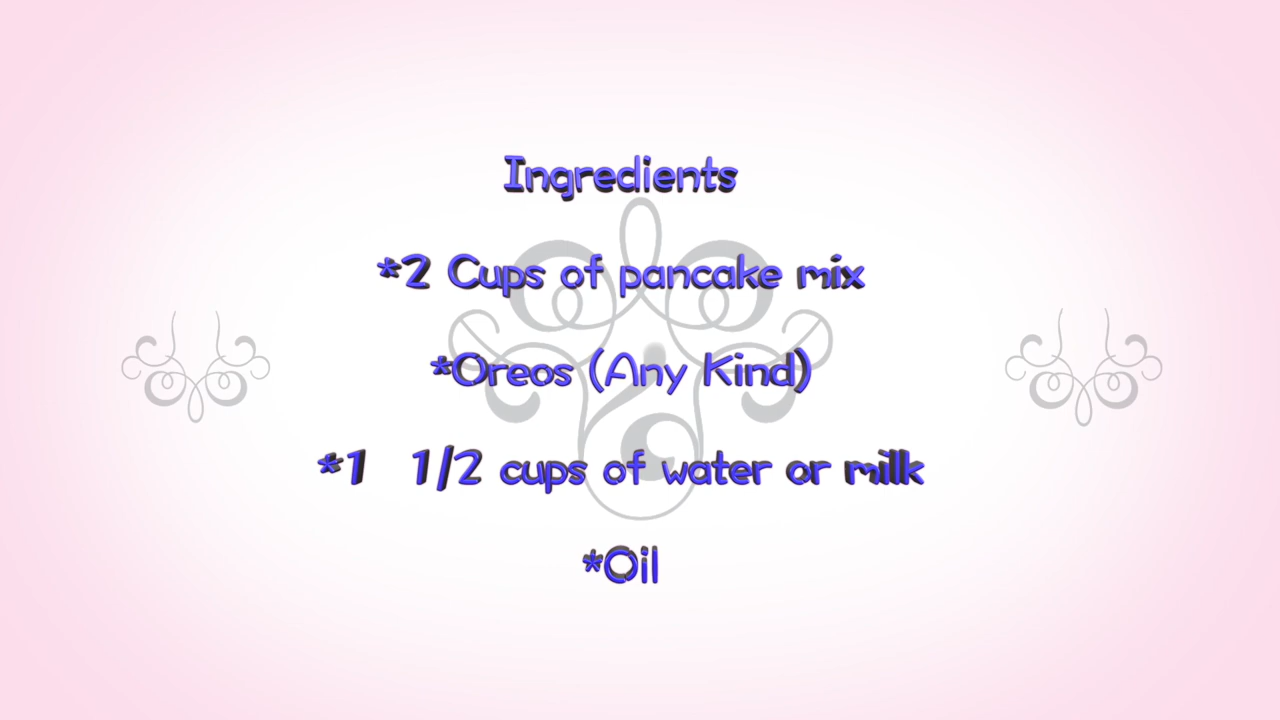 Ingredients
*2 Cups of pancake mix
*Oreos (Any Kind)
*1 1/2 cups of water or milk
*Oil